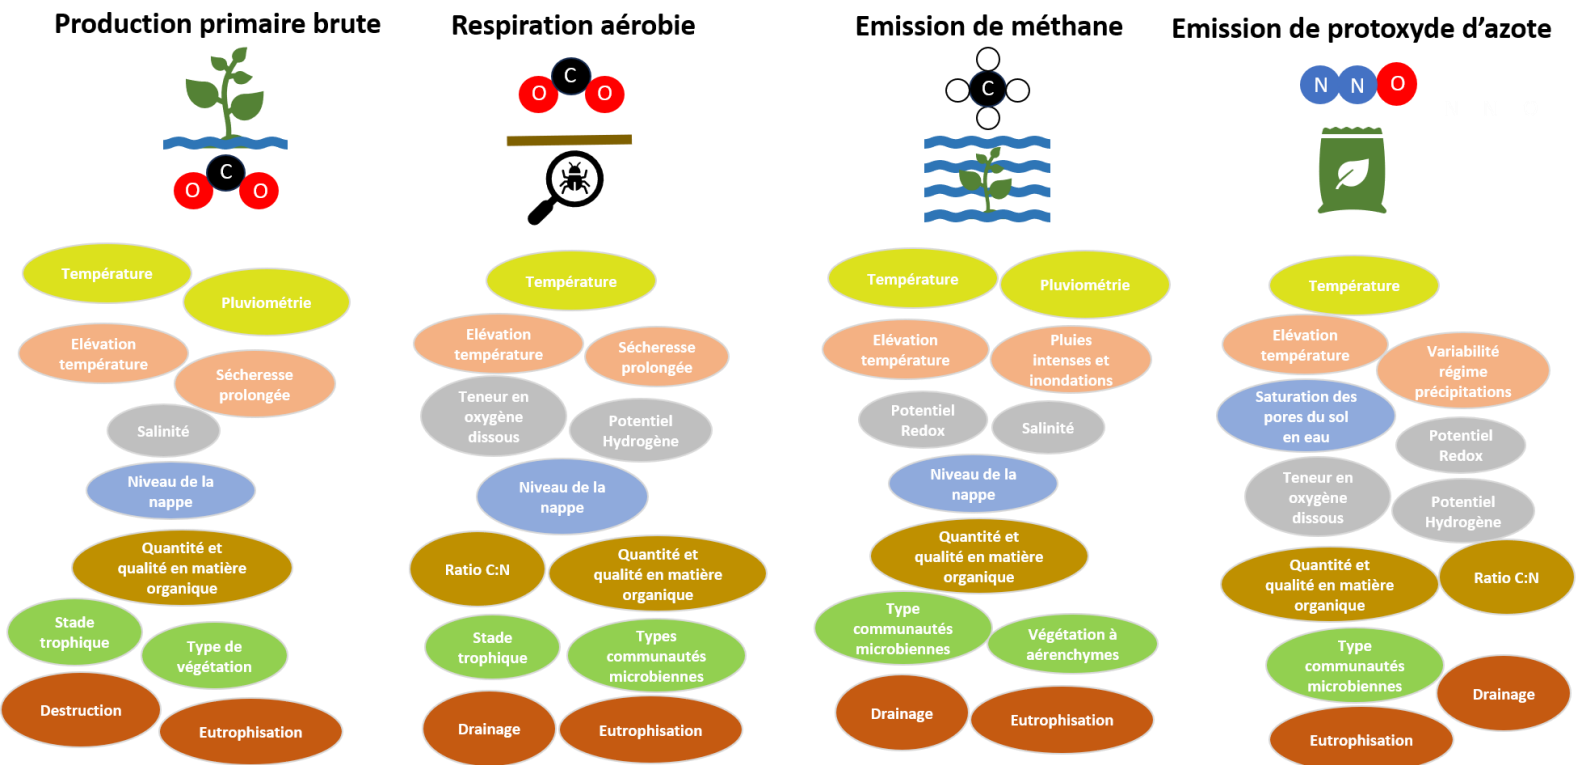 Production primaire brute
C
O
O
Température
Pluviométrie
Elévation
température
Sécheresse
prolongée
Salinité
Niveau de la
nappe
Quantité et
qualité en matière
organique
Stade
trophique
Type de
végétation
Destruction
Eutrophisation
Respiration aérobie
C
O
O
Température
Elévation
température
Sécheresse
prolongée
Teneur en
oxygène
dissous
Potentiel
Hydrogène
Niveau de la
nappe
Ratio C:N
Quantité et
qualité en matière
organique
Stade
trophique
Types
communautés
microbiennes
Drainage
Eutrophisation
Emission de méthane
C
Température
Pluviométrie
Elévation
température
Pluies
intenses et
inondations
Potentiel
Redox
Salinité
Niveau de la
nappe
Quantité et
qualité en matière
organique
Type
communautés
microbiennes
Végétation à
aérenchymes
Drainage
Eutrophisation
Emission de protoxyde d’azote
N N O
Température
Elévation
température
Variabilité
régime
précipitations
Saturation des
pores du sol
en eau
Potentiel
Redox
Teneur en
oxygène
dissous
Potentiel
Hydrogène
Quantité et
qualité en matière
organique
Ratio C:N
Type
communautés
microbiennes
Drainage
Eutrophisation